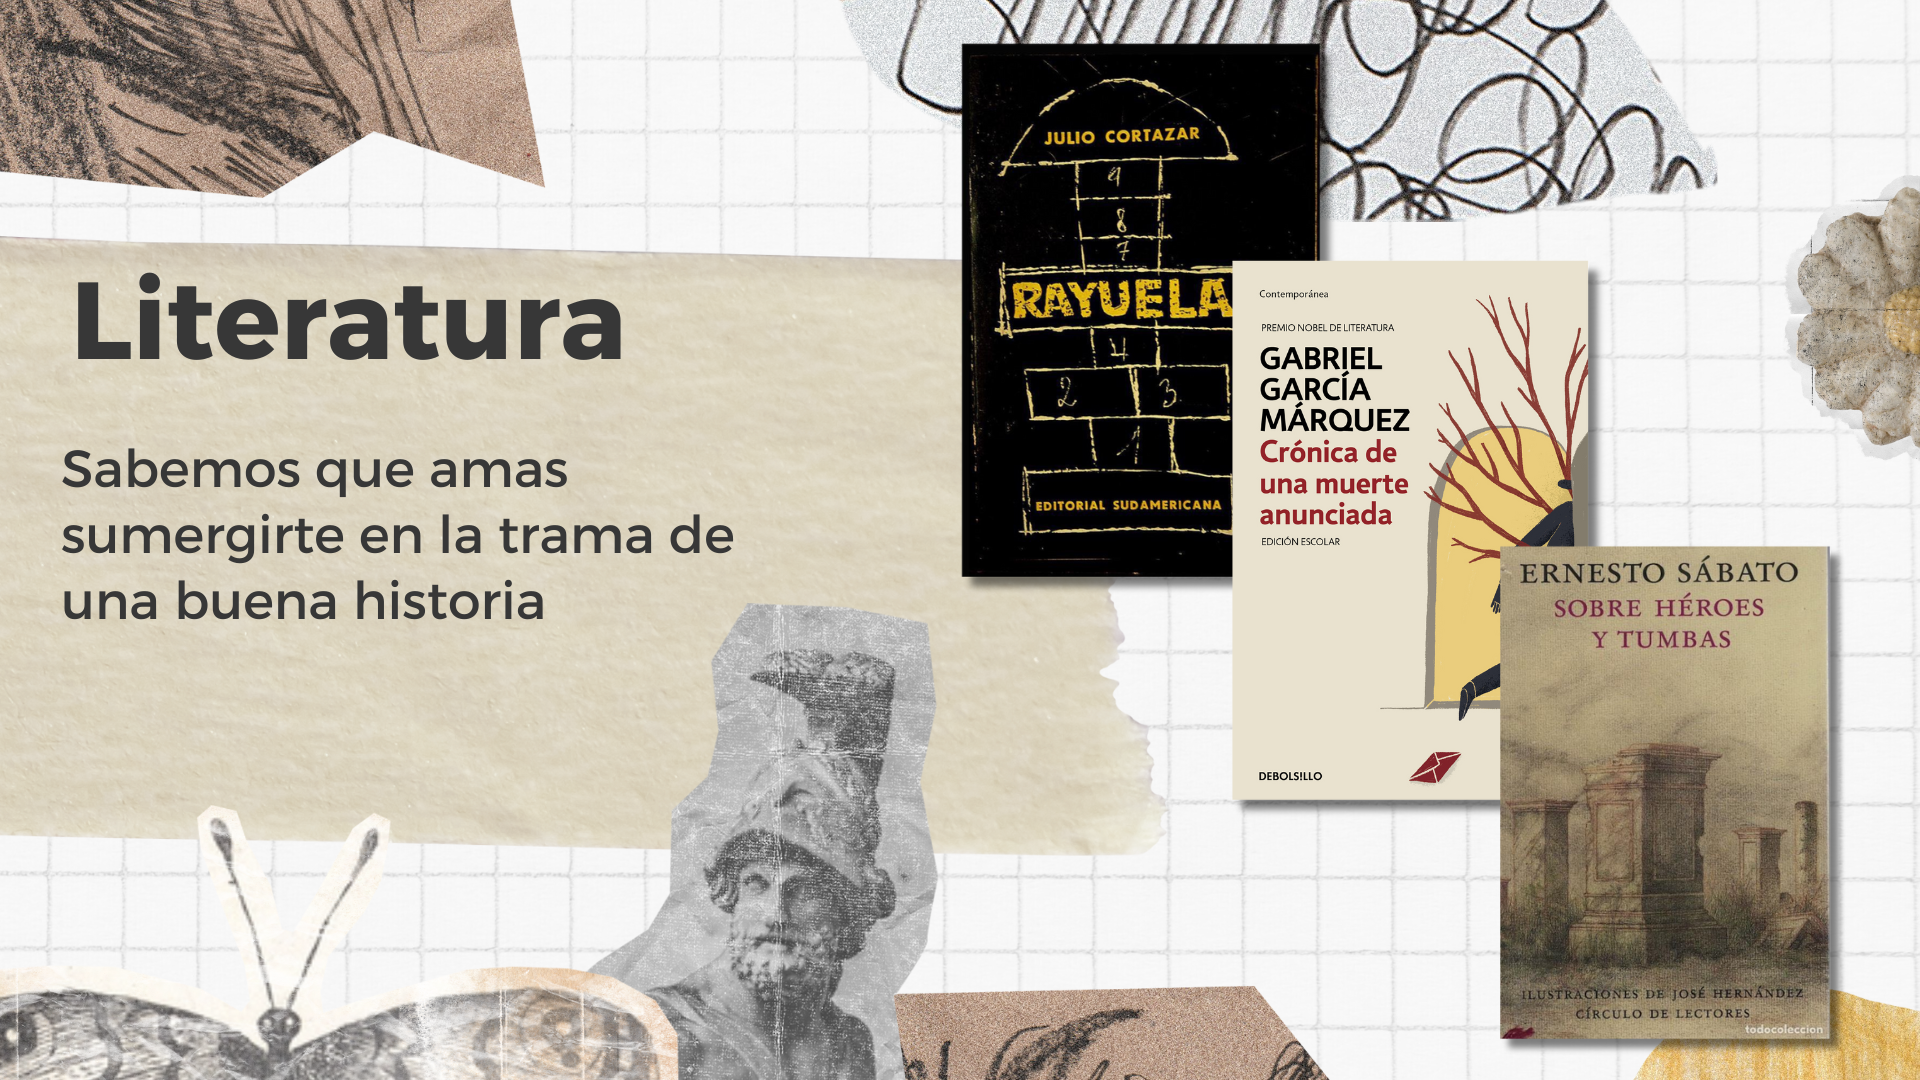 Literatura
Sabemos que amas
sumergirte en la trama de
una buena historia
JULIO CORTAZAR
9
8
7
RAYUELA
4
2 3
1
EDITORIAL SUDAMERICANA
Contemporánea
PREMIO NOBEL DE LITERATURA
GABRIEL
GARCÍA
MÁRQUEZ
Crónica de
una muerte
anunciada
EDICIÓN ESCOLAR
DEBOLS!LLO
ERNESTO SÁBATO
SOBRE HÉROES
Y TUMBAS
ILUSTRACIONES DE JOSÉ HERNÁNDEZ
CÍRCULO DE LECTORES
todocoleccion